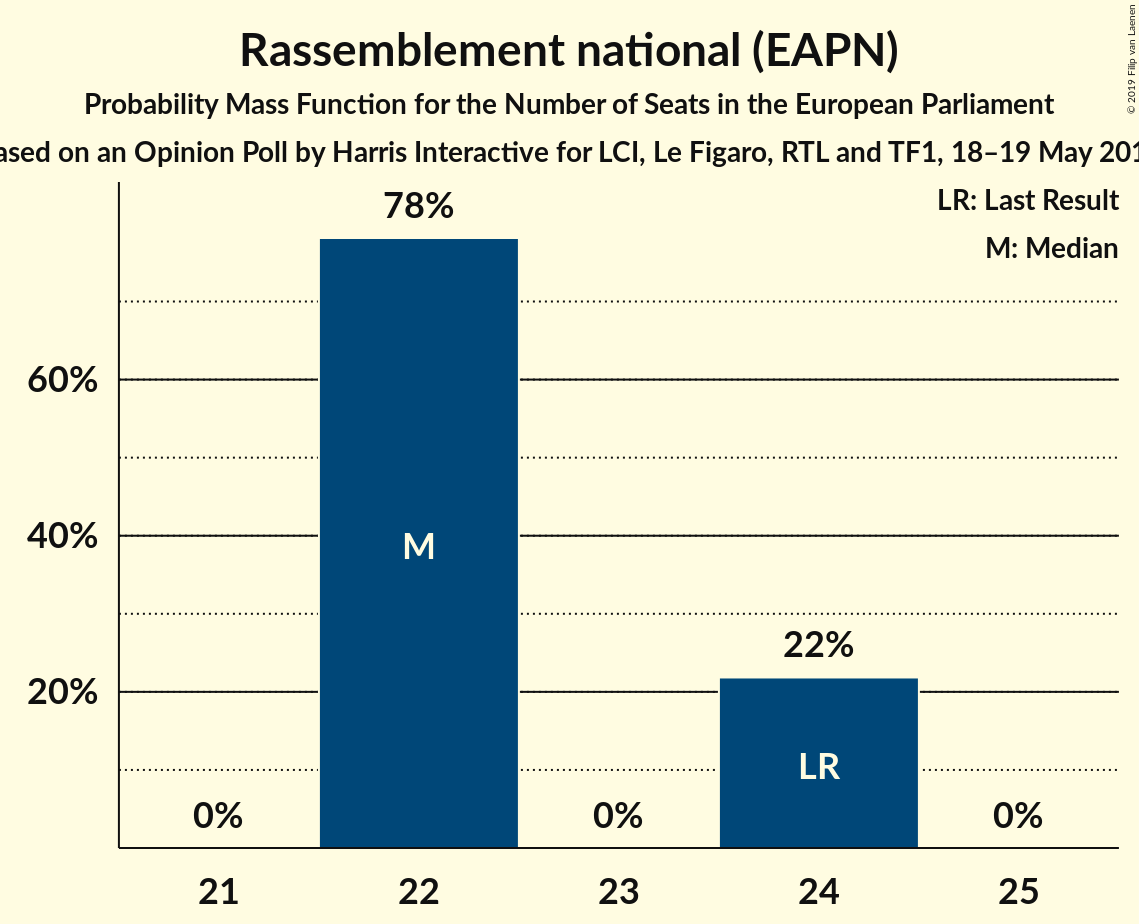 Rassemblement national (EAPN)
Probability Mass Function for the Number of Seats in the European Parliament
ased on an Opinion Poll by Harris Interactive for LCI, Le Figaro, RTL and TF1, 18–19 May 201
© 2019 Filip van Laenen
LR: Last Result
M: Median
78%
60%
40%
20%
M
22%
LR
0%
0%
0%
21
22
23
24
25